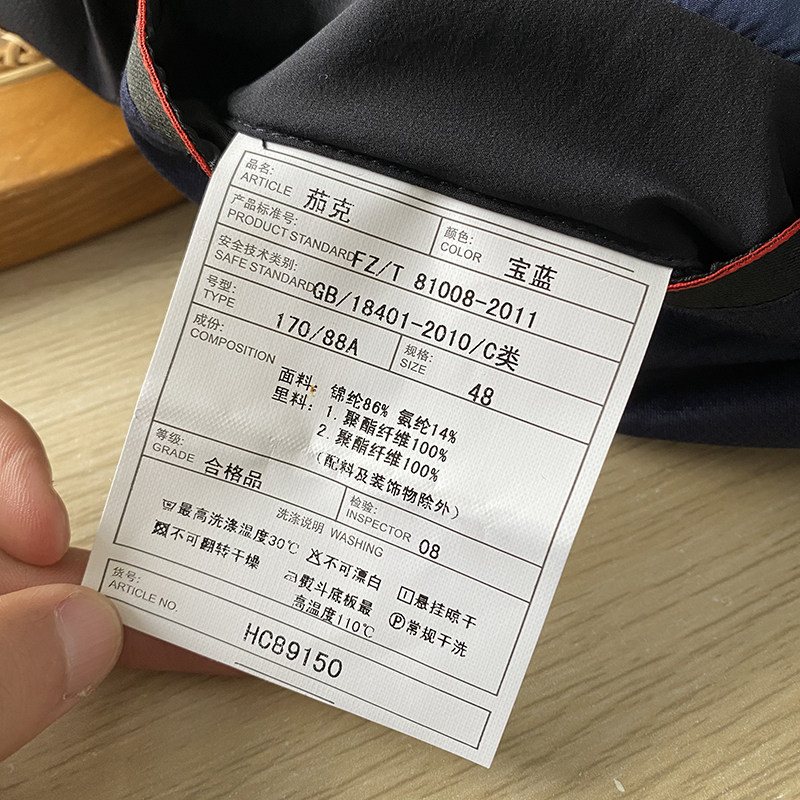 品名:
ARTICLE 茄克
颜色:
COLOR 宝蓝
产品标准号:
PRODUCT STANDARD FZ/T 81008-2011
安全技术类别:
SAFE STANDARD GB/18401-2010/C类
号型:
TYPE 170/88A
规格:
SIZE 48
成份:
COMPOSITION
面料: 锦纶86% 氨纶14%
里料: 1. 聚酯纤维100%
2. 聚酯纤维100%
(配料及装饰物除外)
等级:
GRADE 合格品
检验:
INSPECTOR 08
洗涤说明 WASHING
最高洗涤温度30℃ 不可漂白 悬挂晾干
不可翻转干燥 熨斗底板最
高温度110℃ Ⓟ常规干洗
货号:
ARTICLE NO.
HC89150